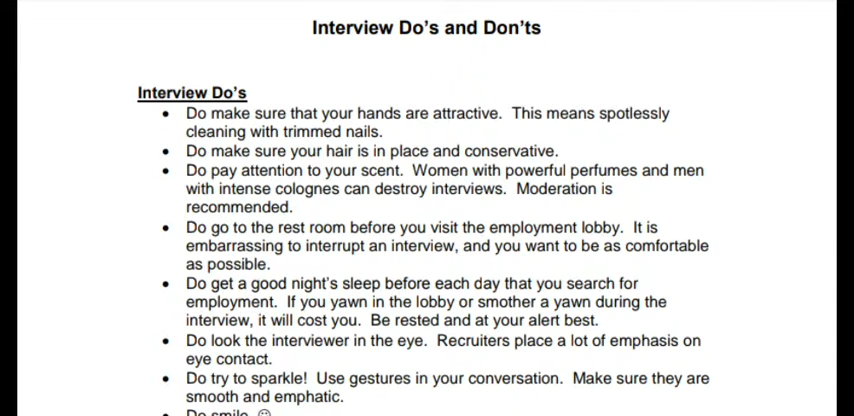 Interview Do’s and Don’ts
Interview Do’s
• Do make sure that your hands are attractive.  This means spotlessly
cleaning with trimmed nails.
• Do make sure your hair is in place and conservative.
• Do pay attention to your scent.  Women with powerful perfumes and men
with intense colognes can destroy interviews.  Moderation is
recommended.
• Do go to the rest room before you visit the employment lobby.  It is
embarrassing to interrupt an interview, and you want to be as comfortable
as possible.
• Do get a good night’s sleep before each day that you search for
employment.  If you yawn in the lobby or smother a yawn during the
interview, it will cost you.  Be rested and at your alert best.
• Do look the interviewer in the eye.  Recruiters place a lot of emphasis on
eye contact.
• Do try to sparkle!  Use gestures in your conversation.  Make sure they are
smooth and emphatic.
• Do smile ☺